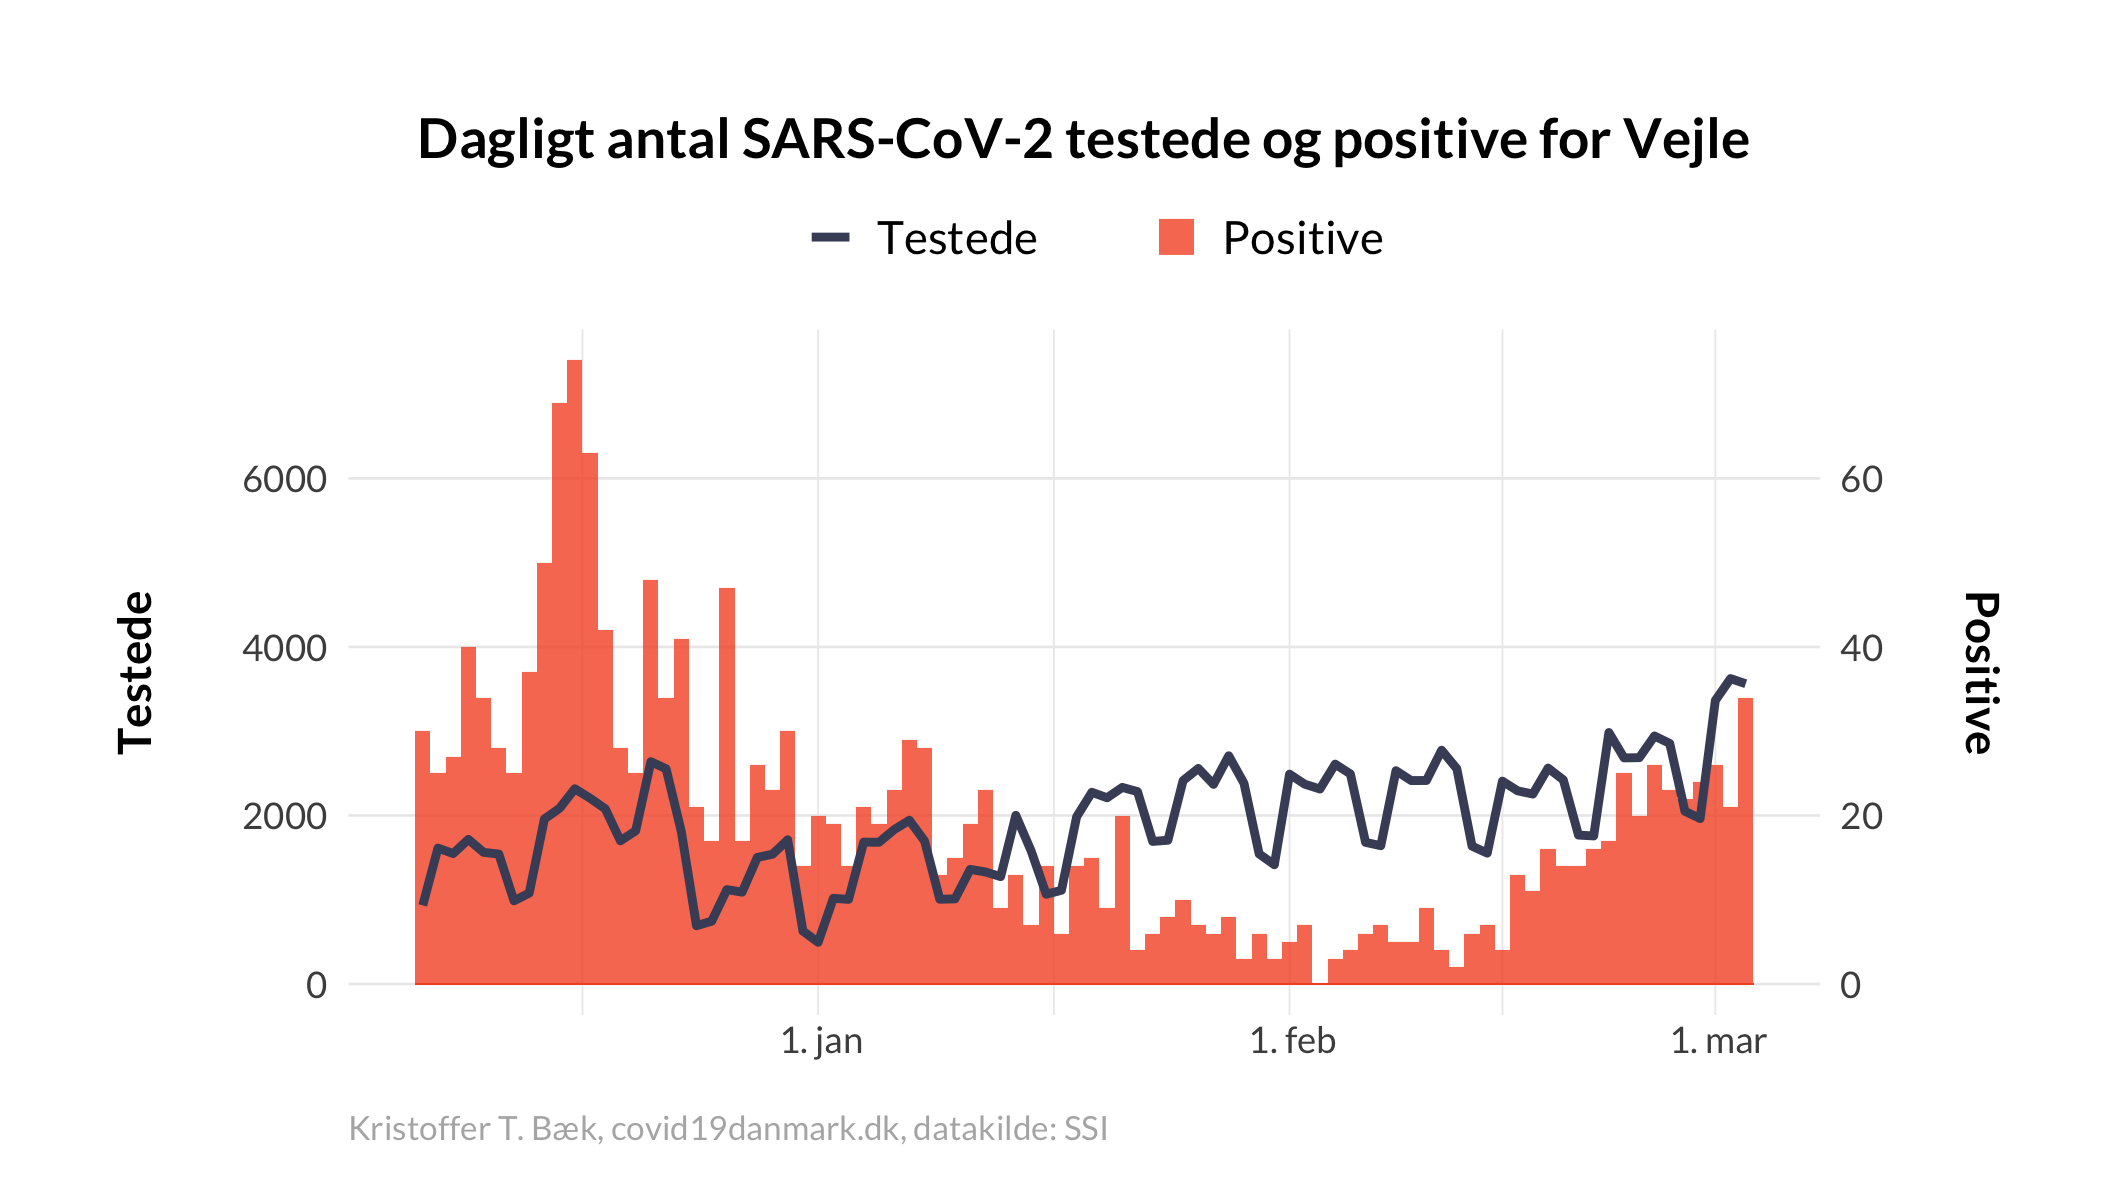 Dagligt antal SARS-CoV-2 testede og positive for Vejle
Testede
Positive
Testede
6000
4000
2000
0
60
40
20
0
Positive
1. jan
1. feb
1. mar
Kristoffer T. Bæk, covid19danmark.dk, datakilde: SSI